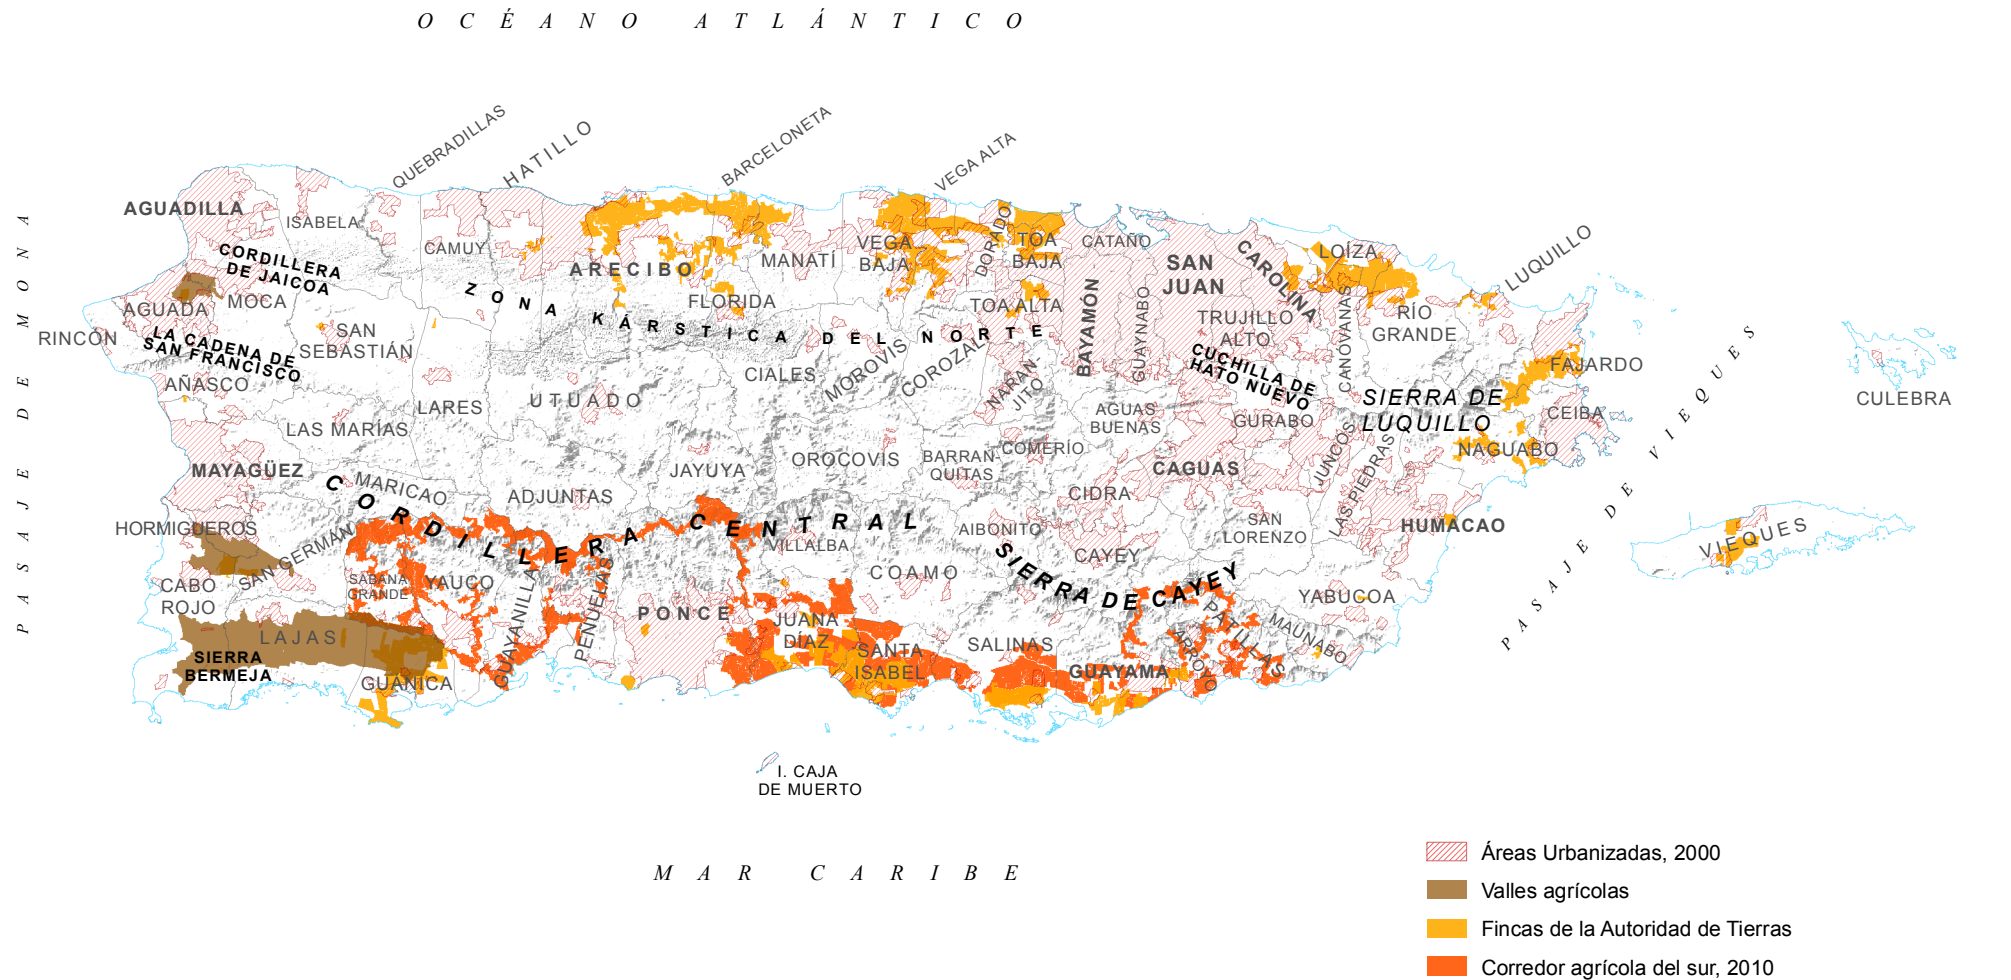 OCÉANO ATLÁNTICO
QUEBRADILLAS
HATILLO
BARCELONETA
VEGA ALTA
AGUADILLA
ISABELA
CAMUY
CORDILLERA
DE JAICOA
ARECIBO
MANATÍ
VEGA
BAJA
DORADO
TOA
BAJA
CATAÑO
SAN
JUAN
CAROLINA
LOÍZA
LUQUILLO
PASAJE DE MONA
AGUADA
MOCA
ZONA KÁRSTICA DEL NORTE
FLORIDA
TOA ALTA
BAYAMÓN
GUAYNABO
TRUJILLO
ALTO
CANÓVANAS
RÍO
GRANDE
RINCÓN
LA CADENA DE
SAN FRANCISCO
SAN
SEBASTIÁN
AÑASCO
LARES
UTUADO
CIALES
MOROVIS
COROZAL
NARAN-
JITO
CUCHILLA DE
HATO NUEVO
AGUAS
BUENAS
GURABO
SIERRA DE
LUQUILLO
FAJARDO
CEIBA
CULEBRA
LAS MARÍAS
MAYAGÜEZ
MARICAO
ADJUNTAS
JAYUYA
OROCOVIS
BARRAN-
QUITAS
COMERÍO
CAGUAS
JUNCOS
LAS PIEDRAS
NAGUABO
PASAJE DE VIEQUES
CORDILLERA CENTRAL
CIDRA
HORMIGUEROS
SAN GERMÁN
VILLALBA
AIBONITO
SAN
LORENZO
HUMACAO
VIEQUES
CABO
ROJO
SABANA
GRANDE
YAUCO
GUAYANILLA
PEÑUELAS
PONCE
COAMO
CAYEY
SIERRA DE CAYEY
YABUCOA
LAJAS
SIERRA
BERMEJA
GUÁNICA
JUANA
DÍAZ
SANTA
ISABEL
SALINAS
GUAYAMA
ARROYO
PATILLAS
MAUNABO
I. CAJA
DE MUERTO
MAR CARIBE
Áreas Urbanizadas, 2000
Valles agrícolas
Fincas de la Autoridad de Tierras
Corredor agrícola del sur, 2010